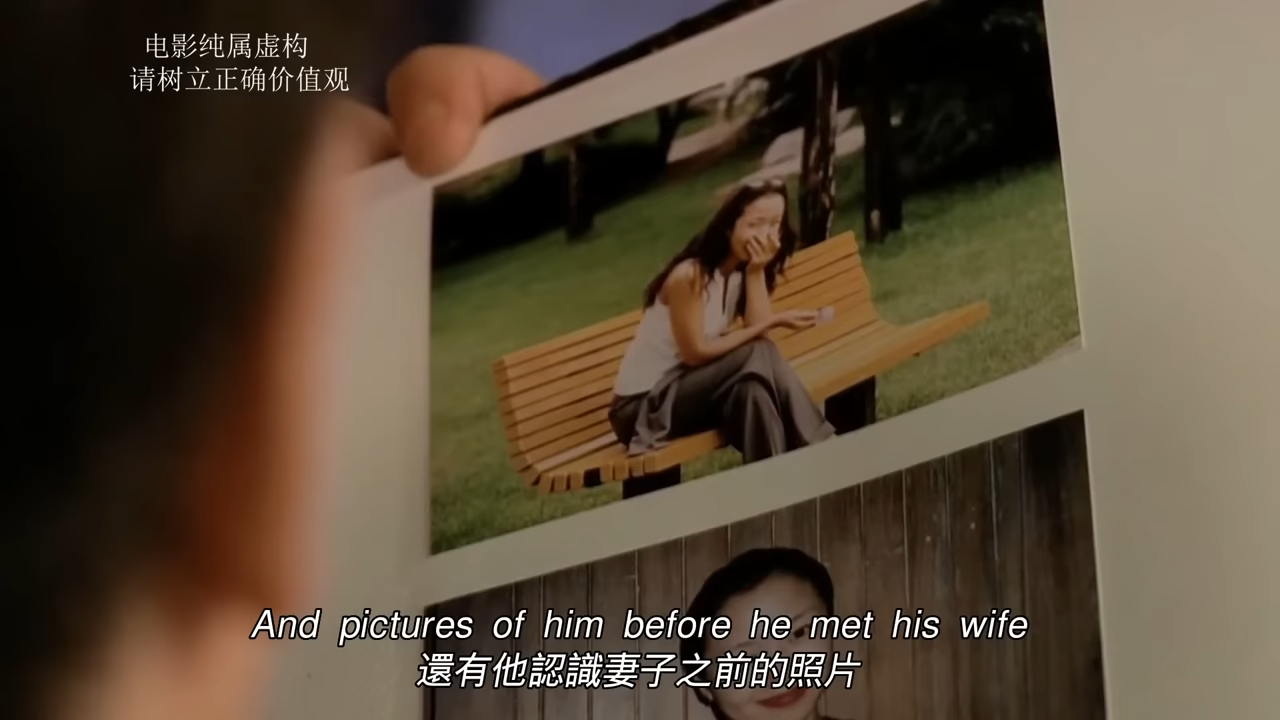 电影纯属虚构
请树立正确价值观
And pictures of him before he met his wife
還有他認識妻子之前的照片